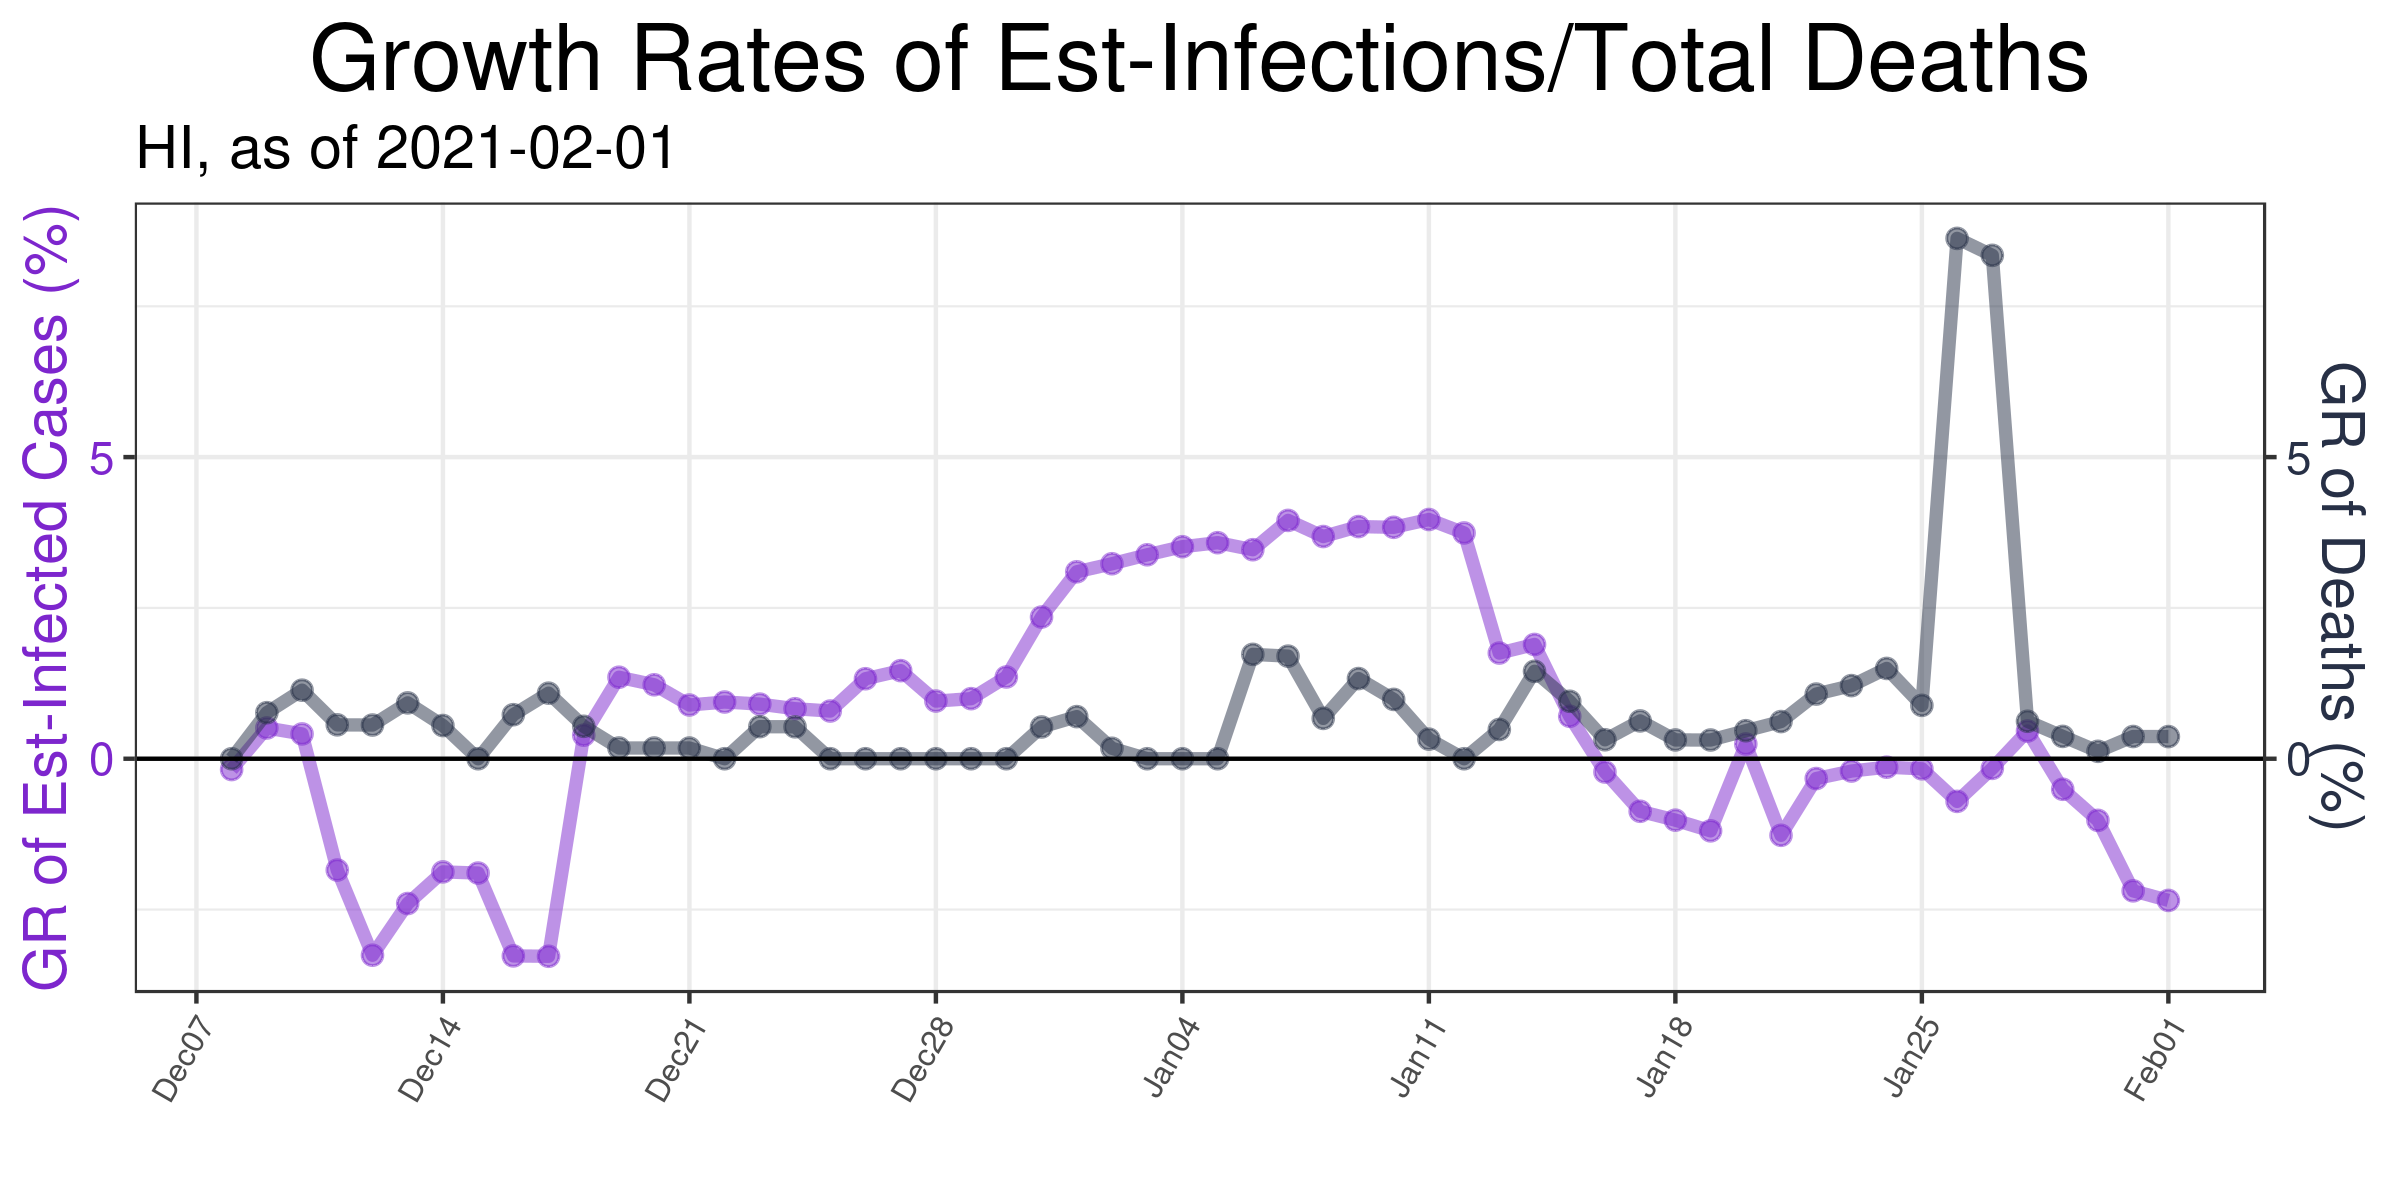 Growth Rates of Est-Infections/Total Deaths
HI, as of 2021-02-01
GR of Est-Infected Cases (%)
5
0
5
0
GR of Deaths (%)
Dec07
Dec14
Dec21
Dec28
Jan04
Jan11
Jan18
Jan25
Feb01